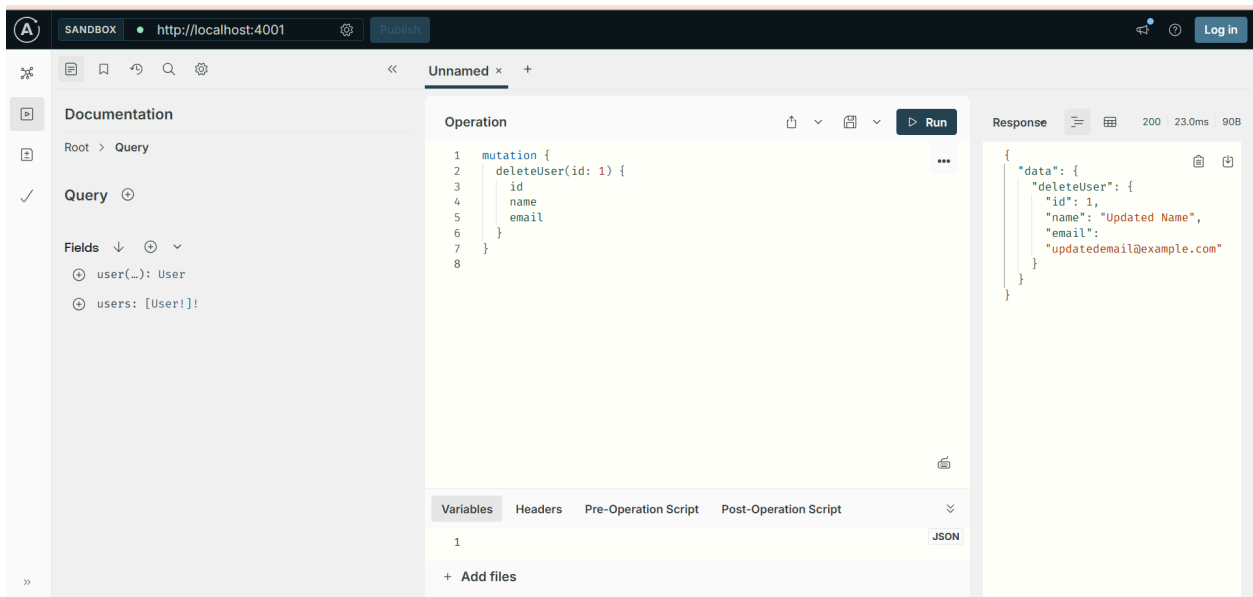 A SANDBOX http://localhost:4001 Publish Log in
Unnamed × +
Documentation
Root > Query
Query
Fields
user(…): User
users: [User!]!
Operation
Run
1 mutation {
2 deleteUser(id: 1) {
3 id
4 name
5 email
6 }
7 }
8
Variables Headers Pre-Operation Script Post-Operation Script
1
JSON
+ Add files
Response 200 23.0ms 90B
{
"data": {
"deleteUser": {
"id": 1,
"name": "Updated Name",
"email":
"updatedemail@example.com"
}
}
}